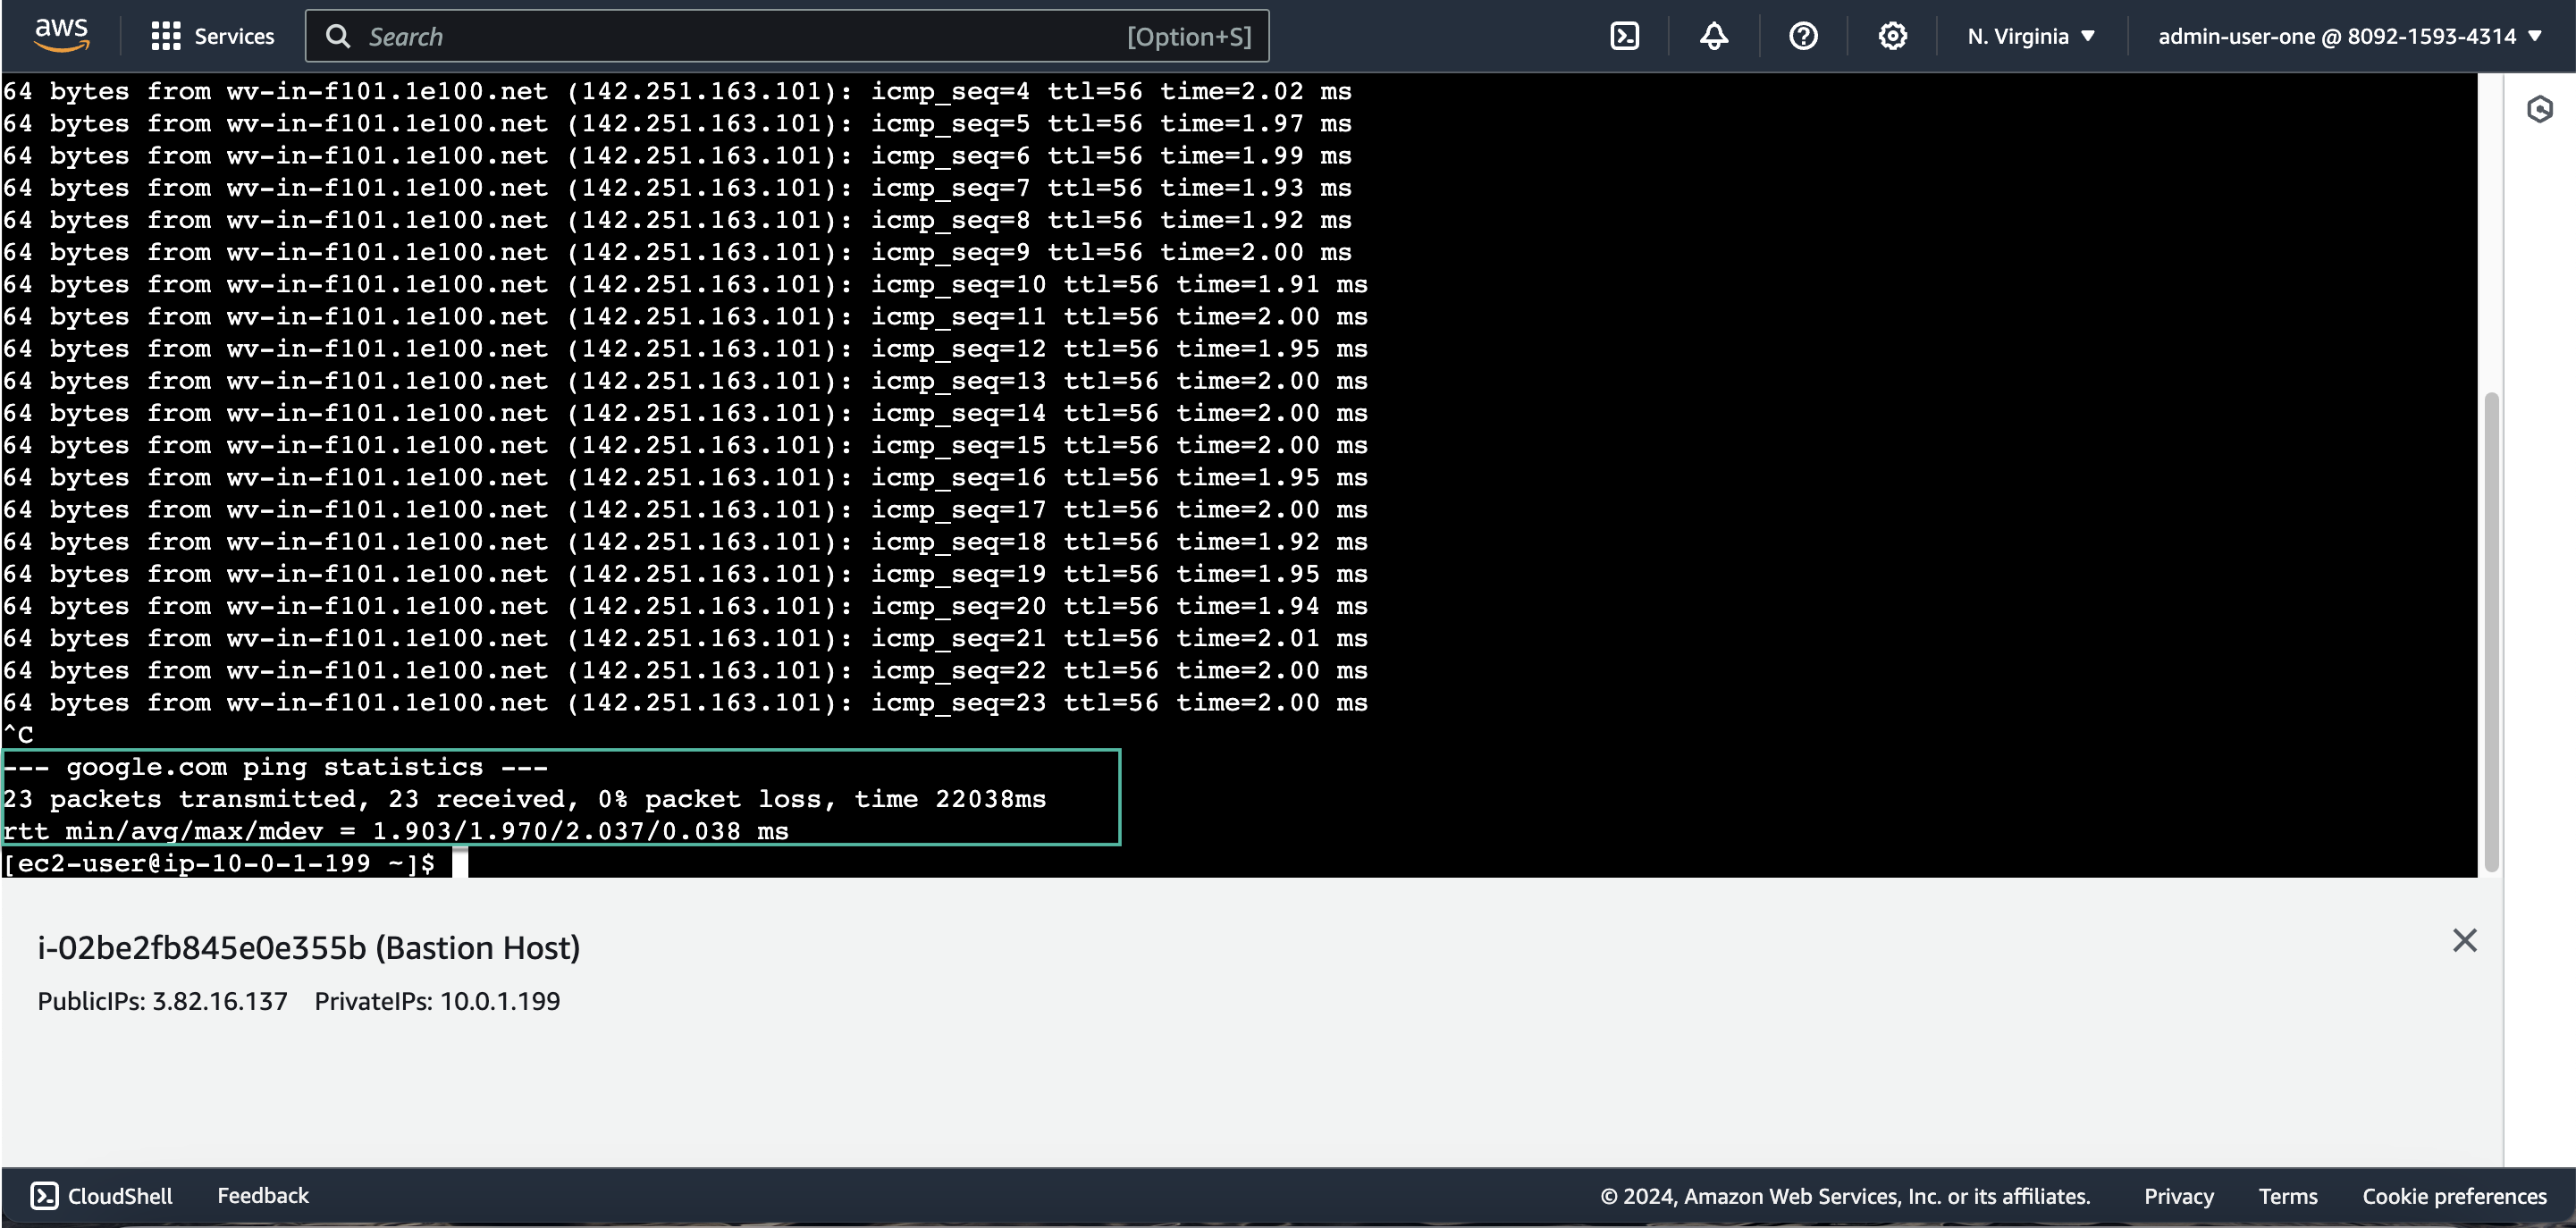 aws Services Search [Option+S] N. Virginia admin-user-one @ 8092-1593-4314
64 bytes from wv-in-f101.1e100.net (142.251.163.101): icmp_seq=4 ttl=56 time=2.02 ms
64 bytes from wv-in-f101.1e100.net (142.251.163.101): icmp_seq=5 ttl=56 time=1.97 ms
64 bytes from wv-in-f101.1e100.net (142.251.163.101): icmp_seq=6 ttl=56 time=1.99 ms
64 bytes from wv-in-f101.1e100.net (142.251.163.101): icmp_seq=7 ttl=56 time=1.93 ms
64 bytes from wv-in-f101.1e100.net (142.251.163.101): icmp_seq=8 ttl=56 time=1.92 ms
64 bytes from wv-in-f101.1e100.net (142.251.163.101): icmp_seq=9 ttl=56 time=2.00 ms
64 bytes from wv-in-f101.1e100.net (142.251.163.101): icmp_seq=10 ttl=56 time=1.91 ms
64 bytes from wv-in-f101.1e100.net (142.251.163.101): icmp_seq=11 ttl=56 time=2.00 ms
64 bytes from wv-in-f101.1e100.net (142.251.163.101): icmp_seq=12 ttl=56 time=1.95 ms
64 bytes from wv-in-f101.1e100.net (142.251.163.101): icmp_seq=13 ttl=56 time=2.00 ms
64 bytes from wv-in-f101.1e100.net (142.251.163.101): icmp_seq=14 ttl=56 time=2.00 ms
64 bytes from wv-in-f101.1e100.net (142.251.163.101): icmp_seq=15 ttl=56 time=2.00 ms
64 bytes from wv-in-f101.1e100.net (142.251.163.101): icmp_seq=16 ttl=56 time=1.95 ms
64 bytes from wv-in-f101.1e100.net (142.251.163.101): icmp_seq=17 ttl=56 time=2.00 ms
64 bytes from wv-in-f101.1e100.net (142.251.163.101): icmp_seq=18 ttl=56 time=1.92 ms
64 bytes from wv-in-f101.1e100.net (142.251.163.101): icmp_seq=19 ttl=56 time=1.95 ms
64 bytes from wv-in-f101.1e100.net (142.251.163.101): icmp_seq=20 ttl=56 time=1.94 ms
64 bytes from wv-in-f101.1e100.net (142.251.163.101): icmp_seq=21 ttl=56 time=2.01 ms
64 bytes from wv-in-f101.1e100.net (142.251.163.101): icmp_seq=22 ttl=56 time=2.00 ms
64 bytes from wv-in-f101.1e100.net (142.251.163.101): icmp_seq=23 ttl=56 time=2.00 ms
^C
--- google.com ping statistics ---
23 packets transmitted, 23 received, 0% packet loss, time 22038ms
rtt min/avg/max/mdev = 1.903/1.970/2.037/0.038 ms
[ec2-user@ip-10-0-1-199 ~]$
i-02be2fb845e0e355b (Bastion Host)
PublicIPs: 3.82.16.137 PrivateIPs: 10.0.1.199
CloudShell Feedback © 2024, Amazon Web Services, Inc. or its affiliates. Privacy Terms Cookie preferences